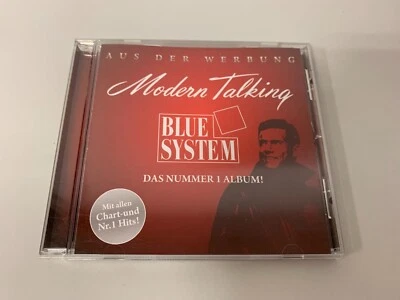 AUS DER WERBUNG
Modern Talking
BLUE
SYSTEM
DAS NUMMER 1 ALBUM!
Mit allen
Chart-und
Nr.1 Hits!